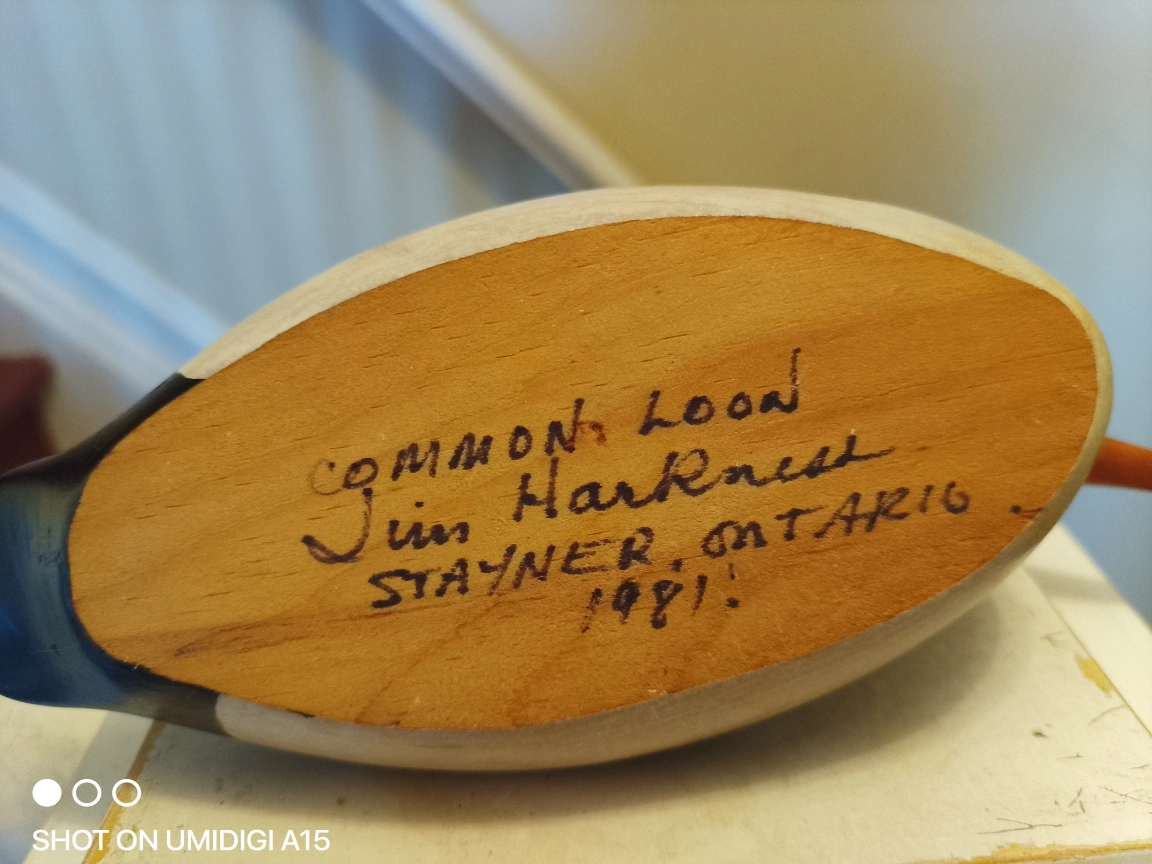 COMMON LOON
Jim Harkness
STAYNER, ONTARIO.
1981.
SHOT ON UMIDIGI A15